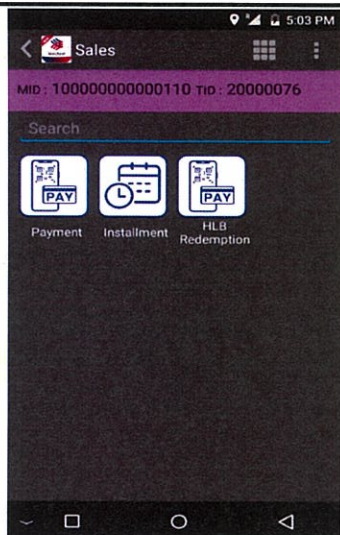 5:03 PM
Sales
MID : 100000000000110 TID : 20000076
Search
PAY
PAY
Payment
Installment
HLB
Redemption